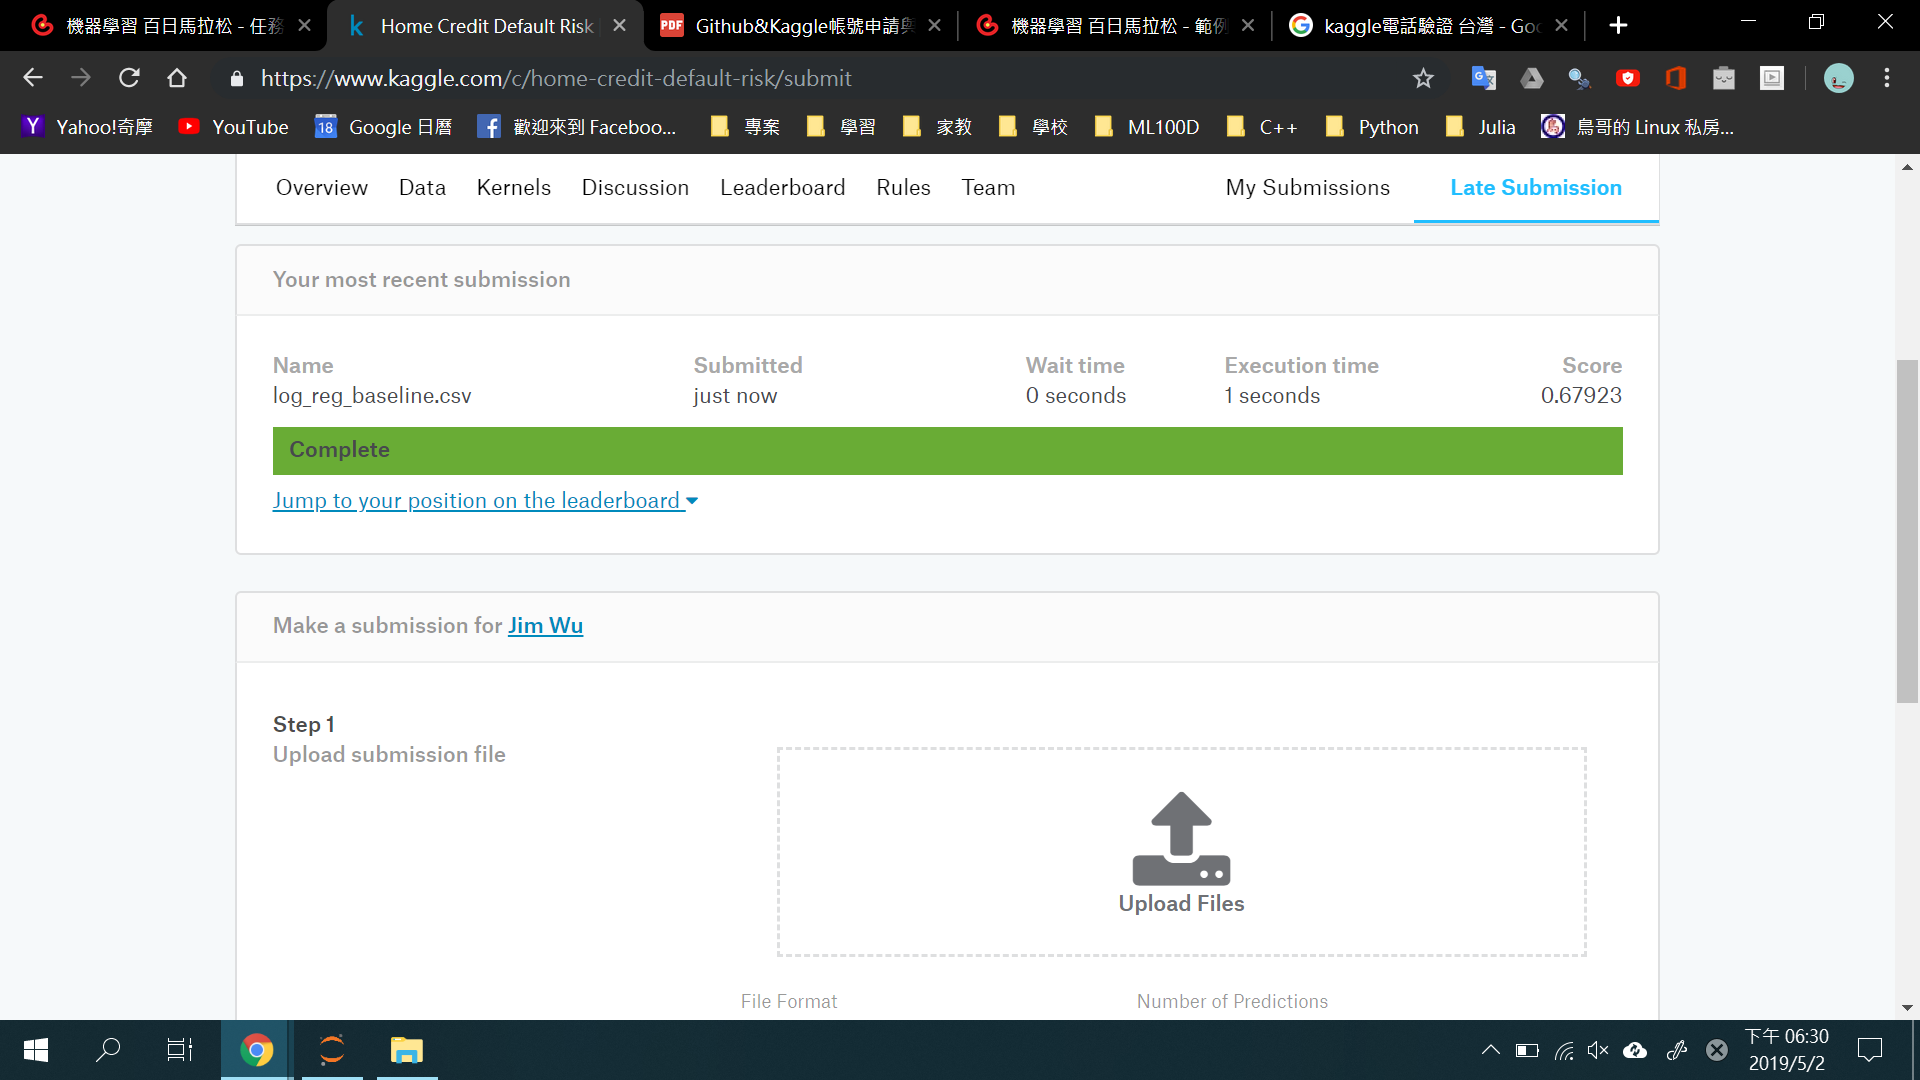 機器學習 百日馬拉松 - 任務
Home Credit Default Risk
Github&Kaggle帳號申請與
機器學習 百日馬拉松 - 範例
kaggle電話驗證 台灣 - Goo
https://www.kaggle.com/c/home-credit-default-risk/submit
Yahoo!奇摩
YouTube
18
Google 日曆
歡迎來到 Faceboo...
專案
學習
家教
學校
ML100D
C++
Python
Julia
鳥哥的 Linux 私房...
Overview Data Kernels Discussion Leaderboard Rules Team My Submissions Late Submission
Your most recent submission
Name Submitted Wait time Execution time Score
log_reg_baseline.csv just now 0 seconds 1 seconds 0.67923
Complete
Jump to your position on the leaderboard
Make a submission for Jim Wu
Step 1
Upload submission file
Upload Files
File Format Number of Predictions
下午 06:30
2019/5/2